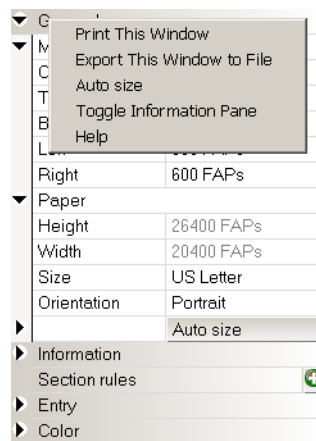 Print This Window
Export This Window to File
Auto size
Toggle Information Pane
Help
Right 600 FAPs
Paper
Height 26400 FAPs
Width 20400 FAPs
Size US Letter
Orientation Portrait
Auto size
Information
Section rules
Entry
Color